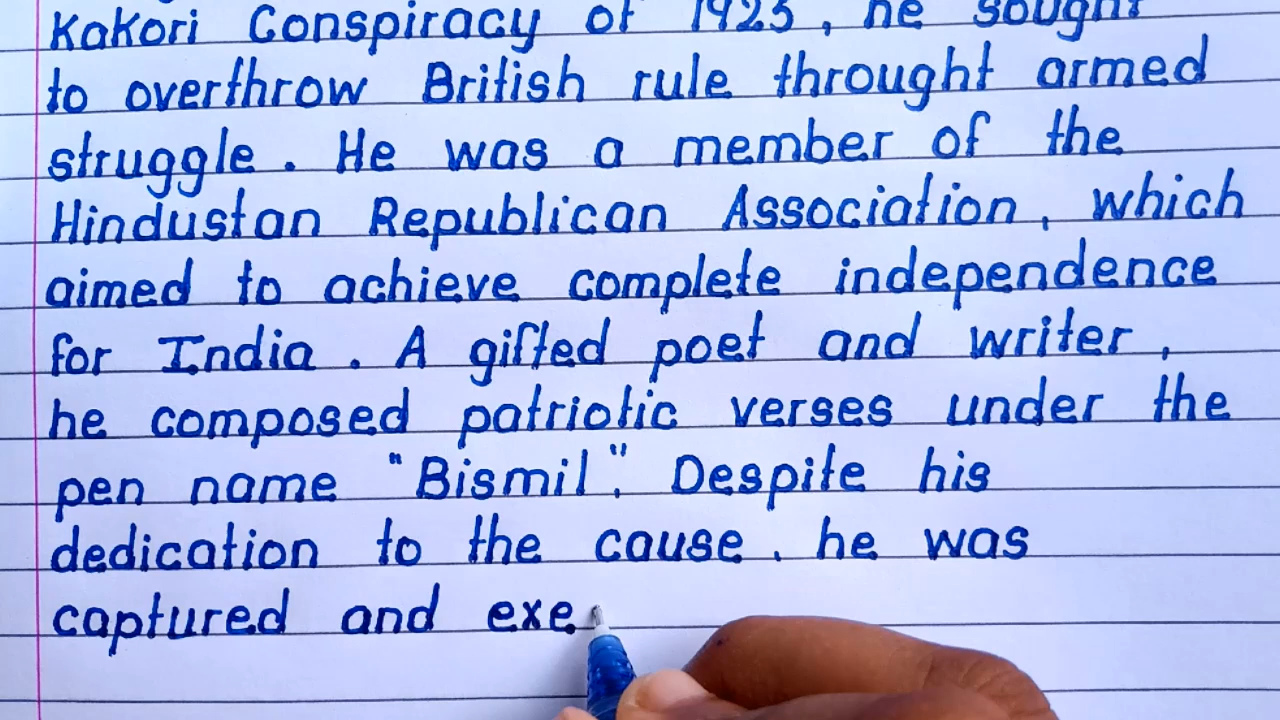 Kakori Conspiracy of 1925, he sought
to overthrow British rule throught armed
struggle. He was a member of the
Hindustan Republican Association, which
aimed to achieve complete independence
for India. A gifted poet and writer,
he composed patriotic verses under the
pen name "Bismil". Despite his
dedication to the cause, he was
captured and exe